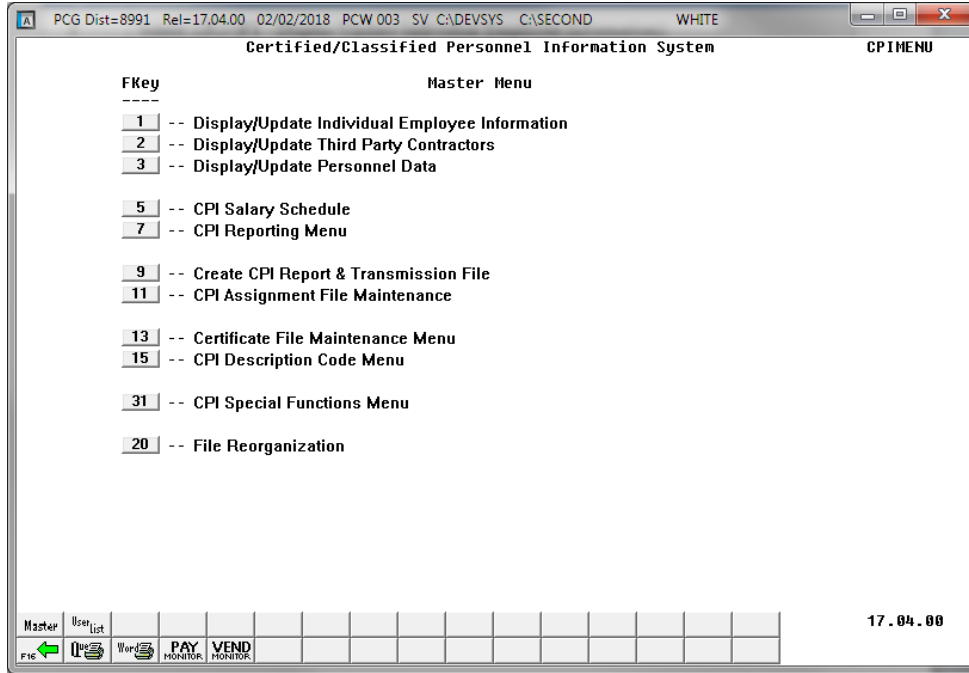 A PCG Dist=8991 Rel=17.04.00 02/02/2018 PCW 003 SV C:\DEVSYS C:\SECOND WHITE
Certified/Classified Personnel Information System CPIMENU
FKey Master Menu
----
1 -- Display/Update Individual Employee Information
2 -- Display/Update Third Party Contractors
3 -- Display/Update Personnel Data
5 -- CPI Salary Schedule
7 -- CPI Reporting Menu
9 -- Create CPI Report & Transmission File
11 -- CPI Assignment File Maintenance
13 -- Certificate File Maintenance Menu
15 -- CPI Description Code Menu
31 -- CPI Special Functions Menu
20 -- File Reorganization
Master User List 17.04.00
F16 Que Word PAY MONITOR VEND MONITOR